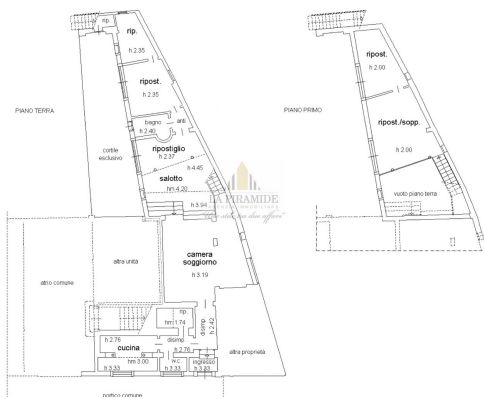 rip.
rip.
h 2.35
ripost.
h 2.35
PIANO TERRA
bagno
h 2.40
anti
cortile
esclusivo
ripostiglio
h 2.37
h 4.45
salotto
hm 4.20
h 3.94
LA PIRAMIDE
camera
soggiorno
h 3.19
atrio comune
altra unità
rip.
hm 1.74
disimp.
h 2.42
h 2.76
cucina
disimp.
h 2.76
hm 3.00
h 3.33
w.c.
h 3.33
ingresso
h 3.33
altra proprietà
portico comune
ripost.
h 2.00
PIANO PRIMO
ripost./sopp.
h 2.00
vuoto piano terra